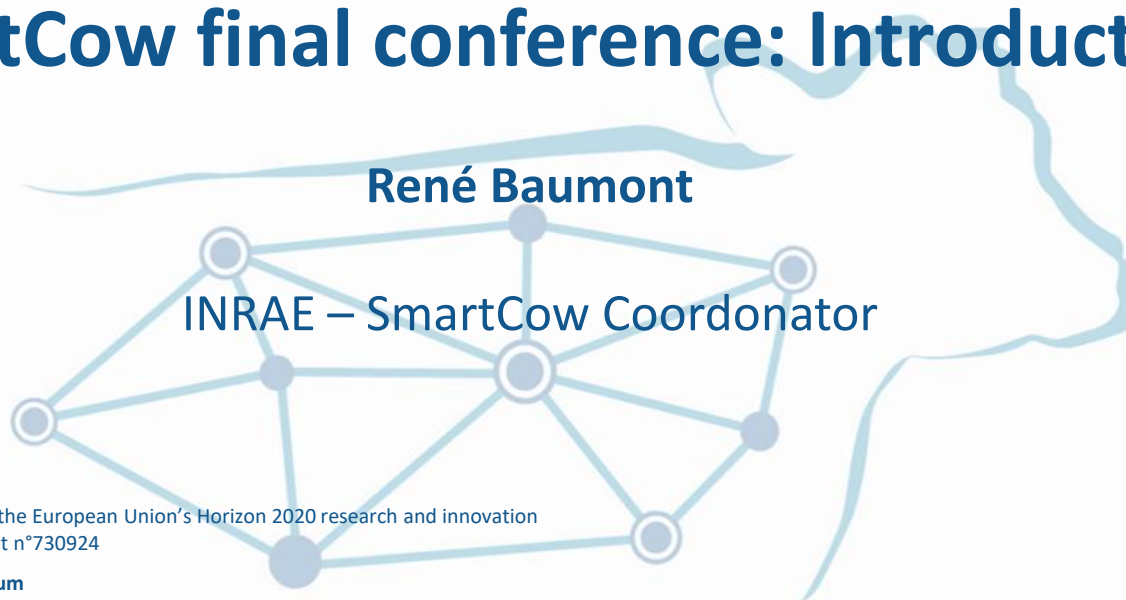 tCow final conference: Introduct
René Baumont
INRAE – SmartCow Coordonator
the European Union's Horizon 2020 research and innovation
t n°730924
um